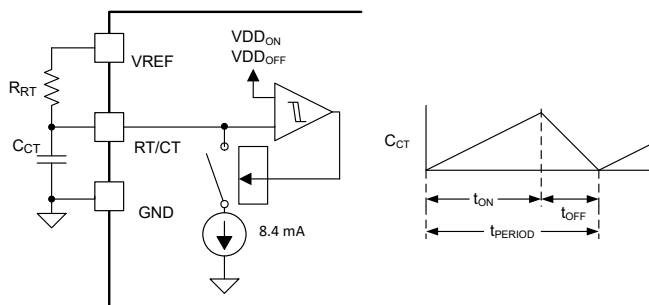 VDD_ON
VDD_OFF
VREF
R_RT
C_CT
RT/CT
GND
8.4 mA
C_CT
t_ON
t_OFF
t_PERIOD